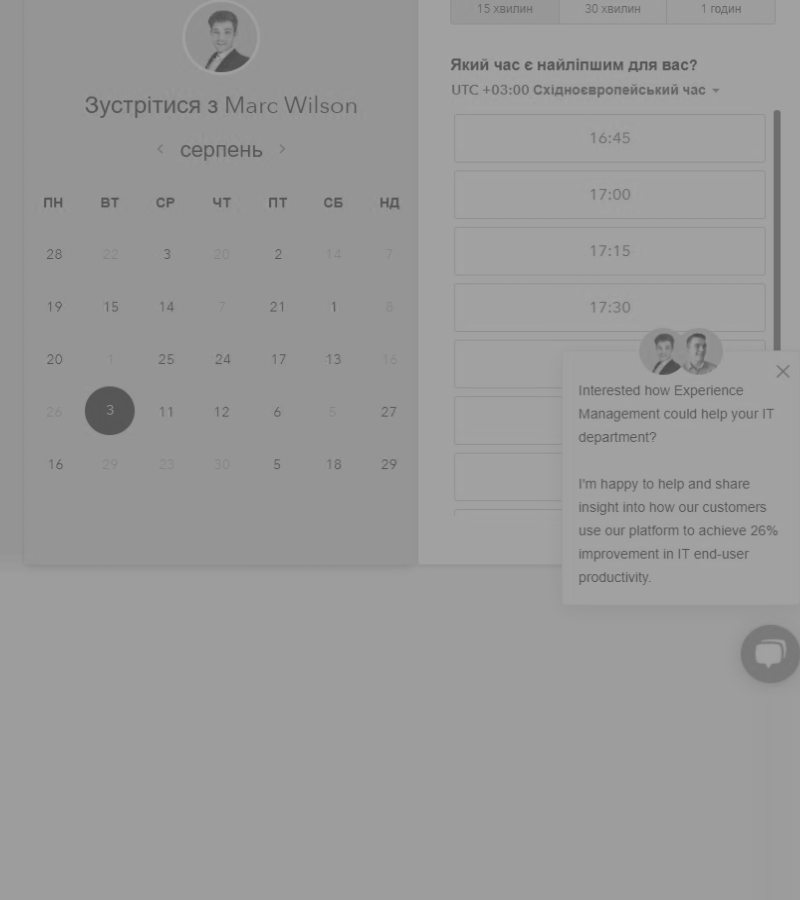 15 хвилин 30 хвилин 1 годин
Зустрітися з Marc Wilson
серпень
ПН ВТ СР ЧТ ПТ СБ НД
28 22 3 20 2 14 7
19 15 14 7 21 1 8
20 1 25 24 17 13 16
26 3 11 12 6 5 27
16 29 23 30 5 18 29
Який час є найліпшим для вас?
UTC +03:00 Східноєвропейський час
16:45
17:00
17:15
17:30
Interested how Experience
Management could help your IT
department?
I'm happy to help and share
insight into how our customers
use our platform to achieve 26%
improvement in IT end-user
productivity.